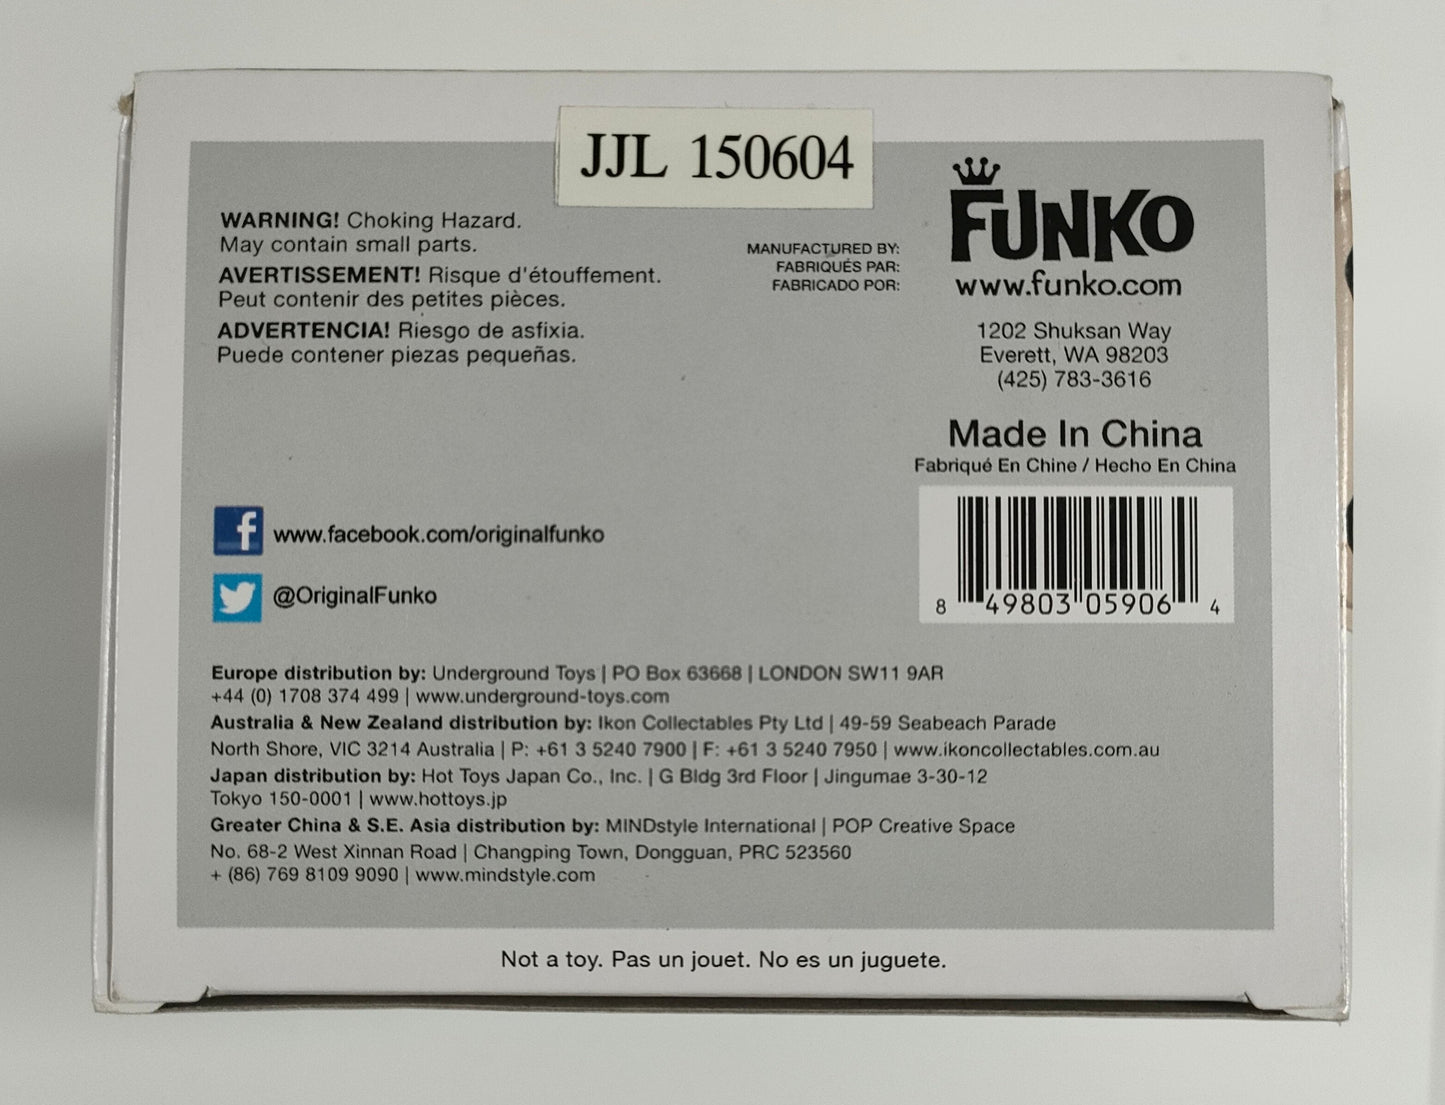 JJL 150604
WARNING! Choking Hazard.
May contain small parts.
AVERTISSEMENT! Risque d'étouffement.
Peut contenir des petites pièces.
ADVERTENCIA! Riesgo de asfixia.
Puede contener piezas pequeñas.
MANUFACTURED BY:
FABRIQUÉS PAR:
FABRICADO POR:
FUNKO
www.funko.com
1202 Shuksan Way
Everett, WA 98203
(425) 783-3616
Made In China
Fabriqué En Chine / Hecho En China
8 49803 05906 4
www.facebook.com/originalfunko
@OriginalFunko
Europe distribution by: Underground Toys | PO Box 63668 | LONDON SW11 9AR
+44 (0) 1708 374 499 | www.underground-toys.com
Australia & New Zealand distribution by: Ikon Collectables Pty Ltd | 49-59 Seabeach Parade
North Shore, VIC 3214 Australia | P: +61 3 5240 7900 | F: +61 3 5240 7950 | www.ikoncollectables.com.au
Japan distribution by: Hot Toys Japan Co., Inc. | G Bldg 3rd Floor | Jingumae 3-30-12
Tokyo 150-0001 | www.hottoys.jp
Greater China & S.E. Asia distribution by: MINDstyle International | POP Creative Space
No. 68-2 West Xinnan Road | Changping Town, Dongguan, PRC 523560
+ (86) 769 8109 9090 | www.mindstyle.com
Not a toy. Pas un jouet. No es un juguete.